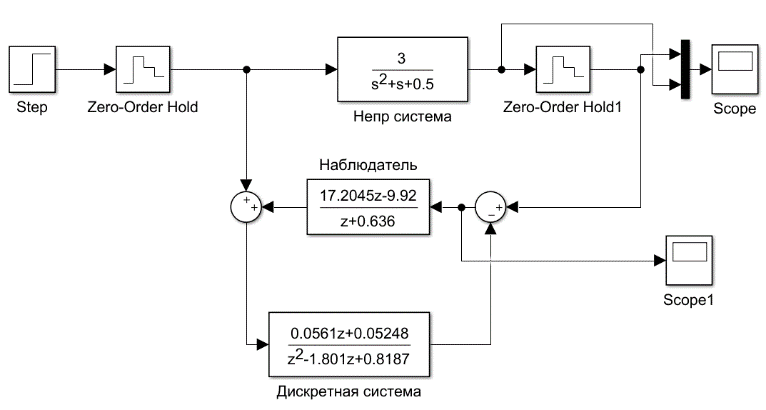 3
s²+s+0.5
Step
Zero-Order Hold
Непр система
Zero-Order Hold1
Scope
Наблюдатель
17.2045z-9.92
z+0.636
+
+
+
−
Scope1
0.0561z+0.05248
z²-1.801z+0.8187
Дискретная система